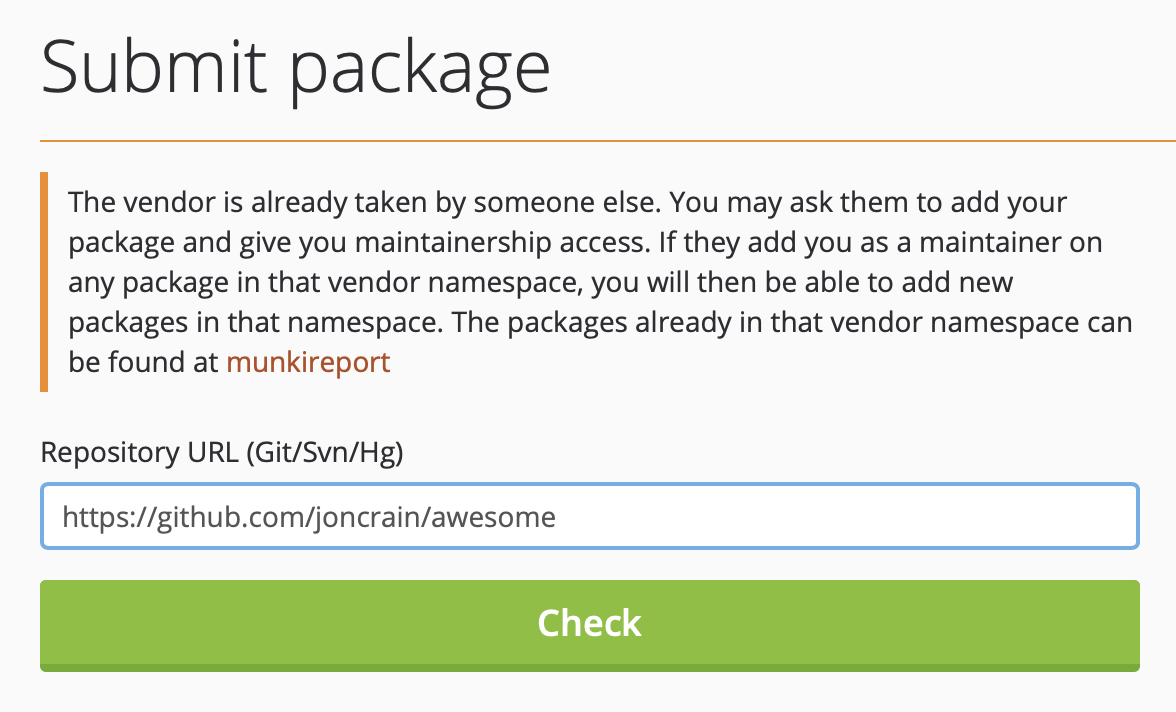 Submit package
The vendor is already taken by someone else. You may ask them to add your
package and give you maintainership access. If they add you as a maintainer on
any package in that vendor namespace, you will then be able to add new
packages in that namespace. The packages already in that vendor namespace can
be found at munkireport
Repository URL (Git/Svn/Hg)
https://github.com/joncrain/awesome
Check